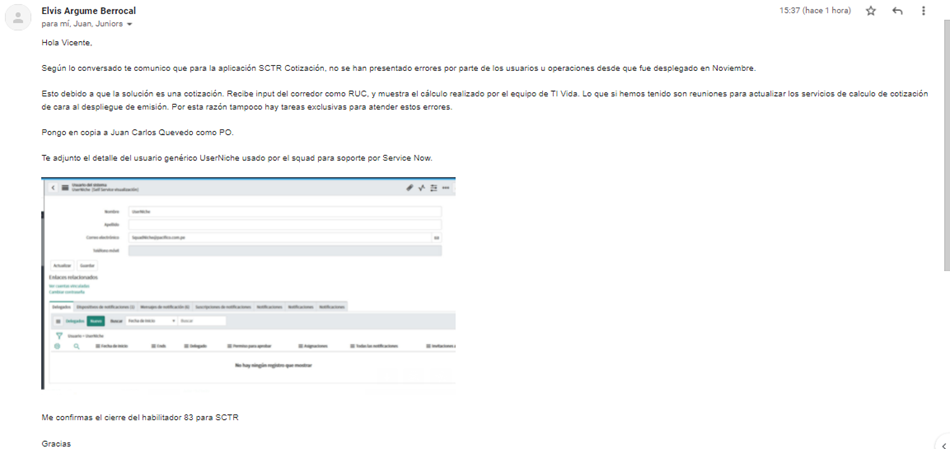 Elvis Argume Berrocal
15:37 (hace 1 hora)
para mí, Juan, Juniors
Hola Vicente,
Según lo conversado te comunico que para la aplicación SCTR Cotización, no se han presentado errores por parte de los usuarios u operaciones desde que fue desplegado en Noviembre.
Esto debido a que la solución es una cotización. Recibe input del corredor como RUC, y muestra el cálculo realizado por el equipo de TI Vida. Lo que si hemos tenido son reuniones para actualizar los servicios de calculo de cotización
de cara al despliegue de emisión. Por esta razón tampoco hay tareas exclusivas para atender estos errores.
Pongo en copia a Juan Carlos Quevedo como PO.
Te adjunto el detalle del usuario genérico UserNiche usado por el squad para soporte por Service Now.
Usuario del sistema
UserNiche (Self Service visualización)
Nombre UserNiche
Apellido
Correo electrónico
Teléfono móvil
Actualizar Guardar
Enlaces relacionados
Ver cuentas vinculadas
Cambiar contraseña
Delegados Dispositivos de notificaciones (1) Mensajes de notificación (6) Suscripciones de notificaciones Notificaciones Notificaciones Notificaciones
Delegados Nuevo Buscar Fecha de inicio Buscar
Usuario = UserNiche
Fecha de inicio Delegado Permiso para aprobar Asignaciones Todas las notificaciones Invitaciones a
No hay ningún registro que mostrar
Me confirmas el cierre del habilitador 83 para SCTR
Gracias